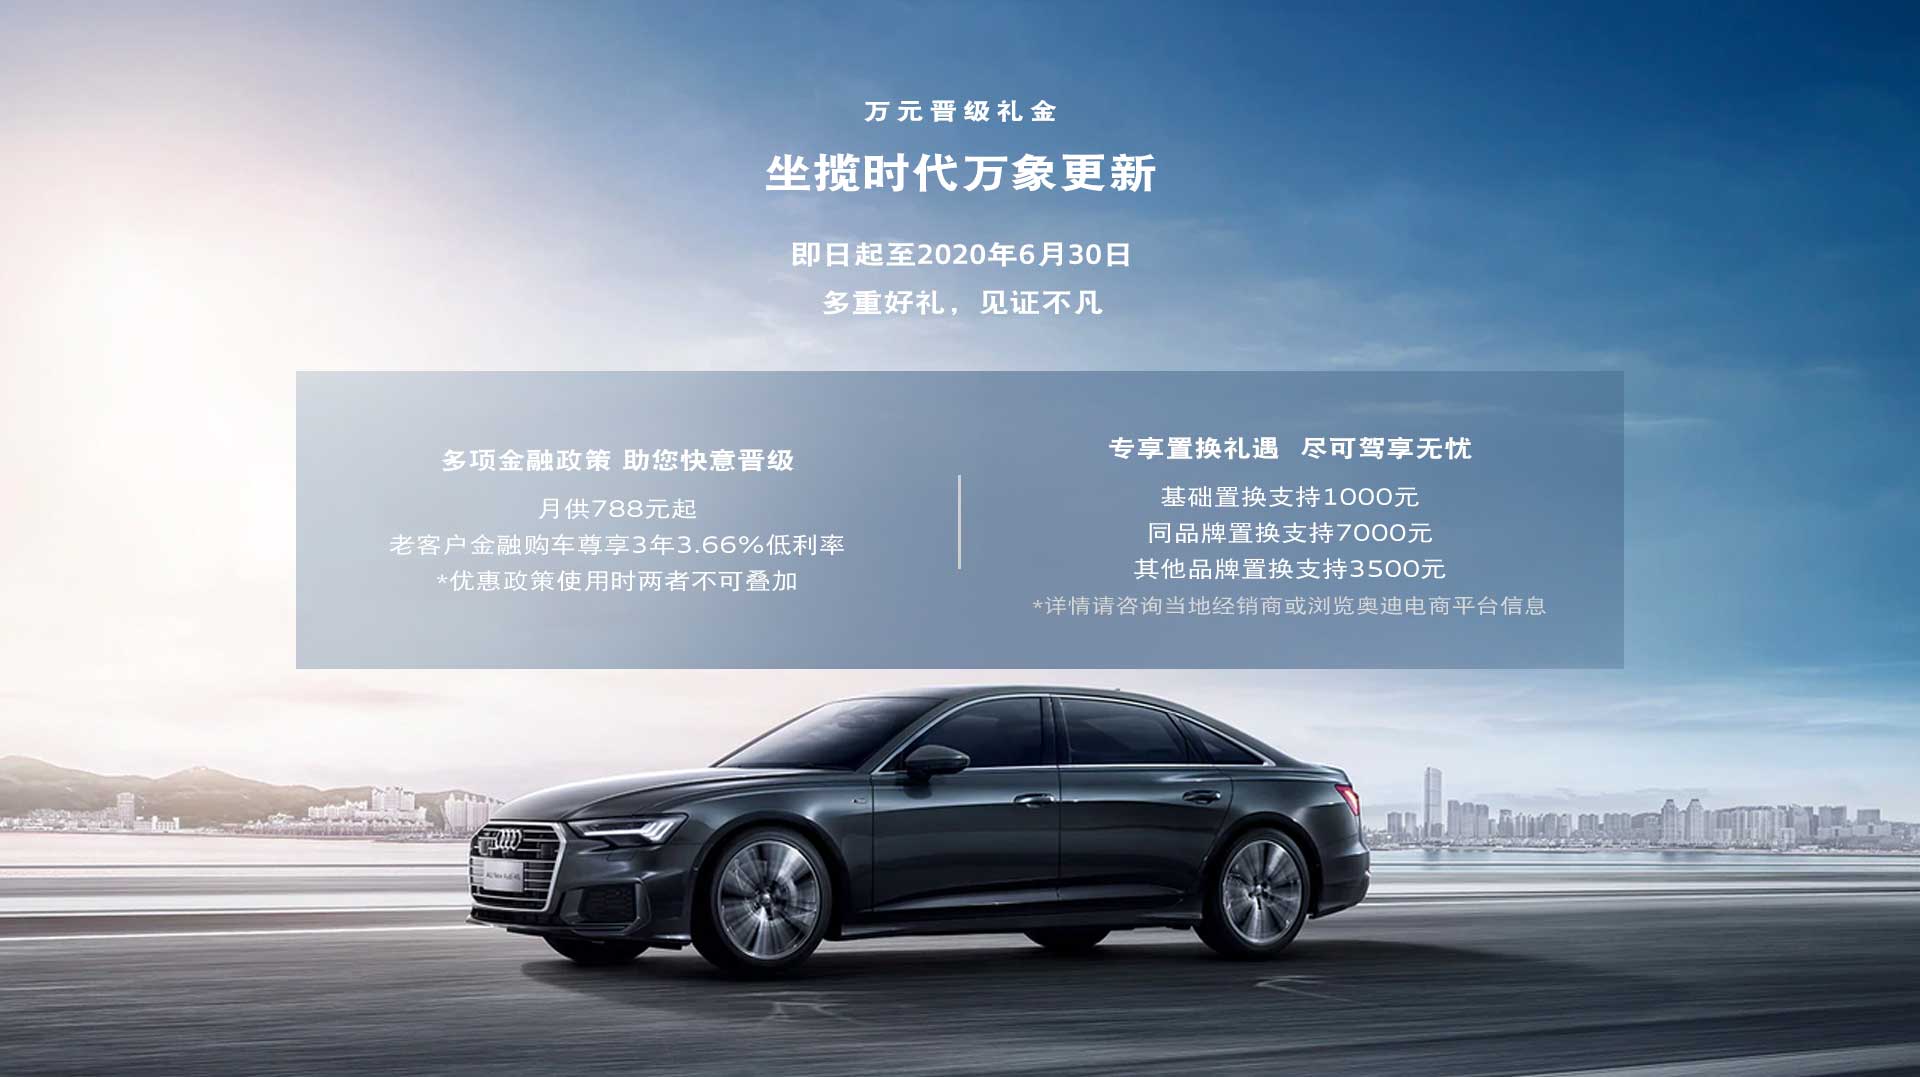 万元晋级礼金
坐揽时代万象更新
即日起至2020年6月30日
多重好礼，见证不凡
多项金融政策 助您快意晋级
月供788元起
老客户金融购车尊享3年3.66%低利率
*优惠政策使用时两者不可叠加
专享置换礼遇 尽可驾享无忧
基础置换支持1000元
同品牌置换支持7000元
其他品牌置换支持3500元
*详情请咨询当地经销商或浏览奥迪电商平台信息
All New Audi A6L